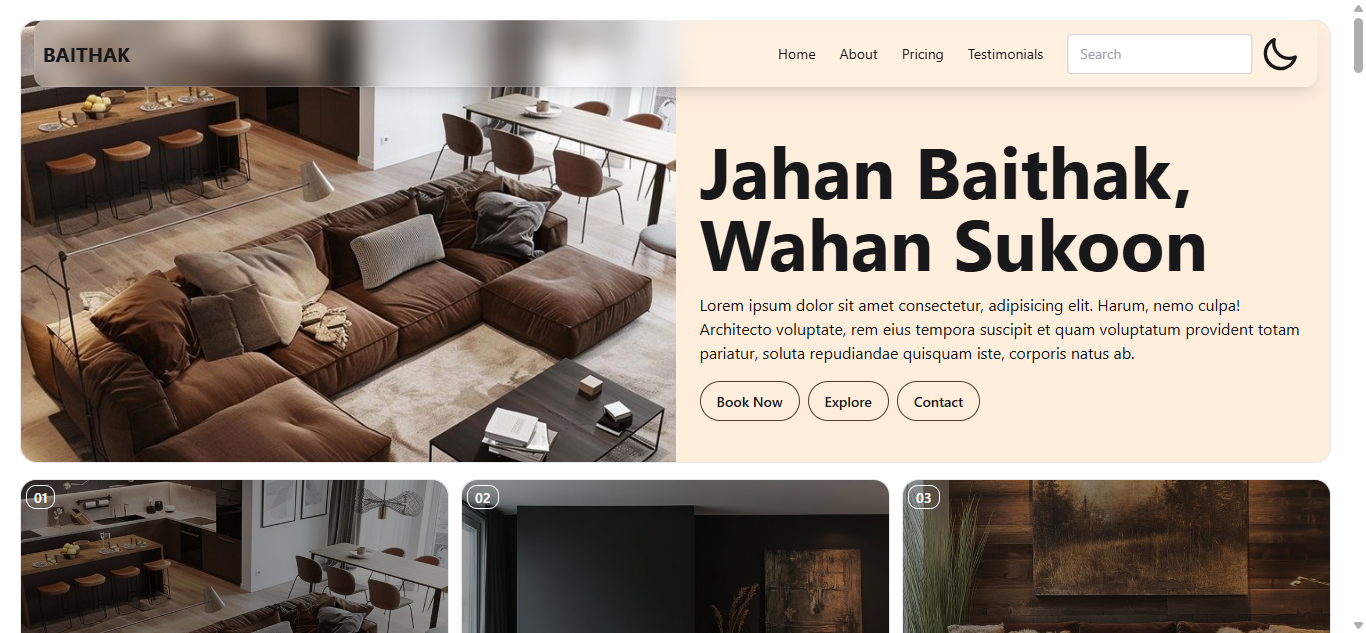 BAITHAK
Home About Pricing Testimonials Search
Jahan Baithak,
Wahan Sukoon
Lorem ipsum dolor sit amet consectetur, adipisicing elit. Harum, nemo culpa!
Architecto voluptate, rem eius tempora suscipit et quam voluptatum provident totam
pariatur, soluta repudiandae quisquam iste, corporis natus ab.
Book Now Explore Contact
01 02 03